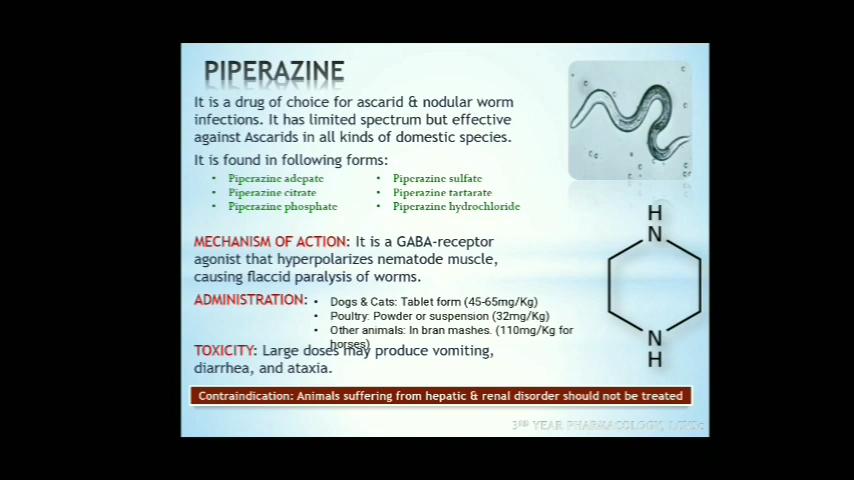 PIPERAZINE
It is a drug of choice for ascarid & nodular worm
infections. It has limited spectrum but effective
against Ascarids in all kinds of domestic species.
It is found in following forms:
• Piperazine adepate
• Piperazine citrate
• Piperazine phosphate
• Piperazine sulfate
• Piperazine tartarate
• Piperazine hydrochloride
MECHANISM OF ACTION: It is a GABA-receptor
agonist that hyperpolarizes nematode muscle,
causing flaccid paralysis of worms.
ADMINISTRATION:
• Dogs & Cats: Tablet form (45-65mg/Kg)
• Poultry: Powder or suspension (32mg/Kg)
• Other animals: In bran mashes. (110mg/Kg for
horses)
TOXICITY: Large doses may produce vomiting,
diarrhea, and ataxia.
Contraindication: Animals suffering from hepatic & renal disorder should not be treated
H
N
N
H
3RD YEAR PHARMACOLOGY,